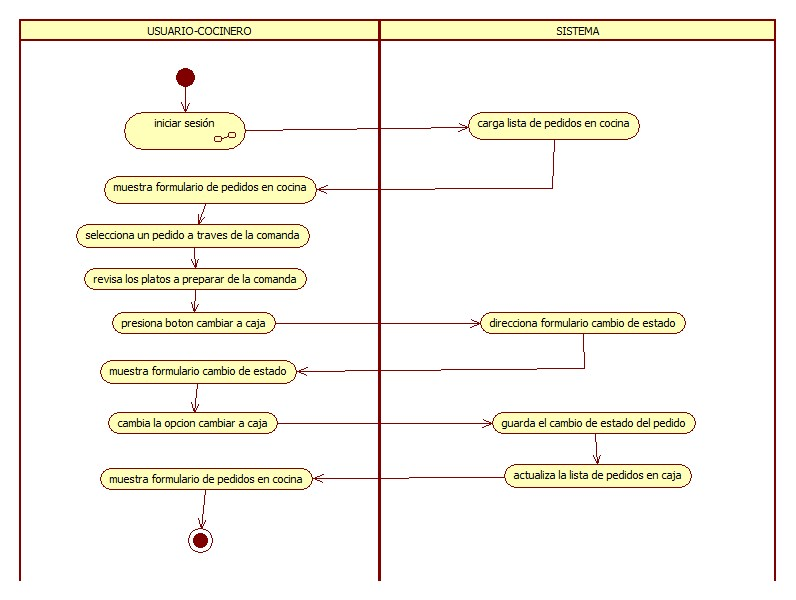 USUARIO-COCINERO
SISTEMA
iniciar sesión
carga lista de pedidos en cocina
muestra formulario de pedidos en cocina
selecciona un pedido a traves de la comanda
revisa los platos a preparar de la comanda
presiona boton cambiar a caja
direcciona formulario cambio de estado
muestra formulario cambio de estado
cambia la opcion cambiar a caja
guarda el cambio de estado del pedido
actualiza la lista de pedidos en caja
muestra formulario de pedidos en cocina